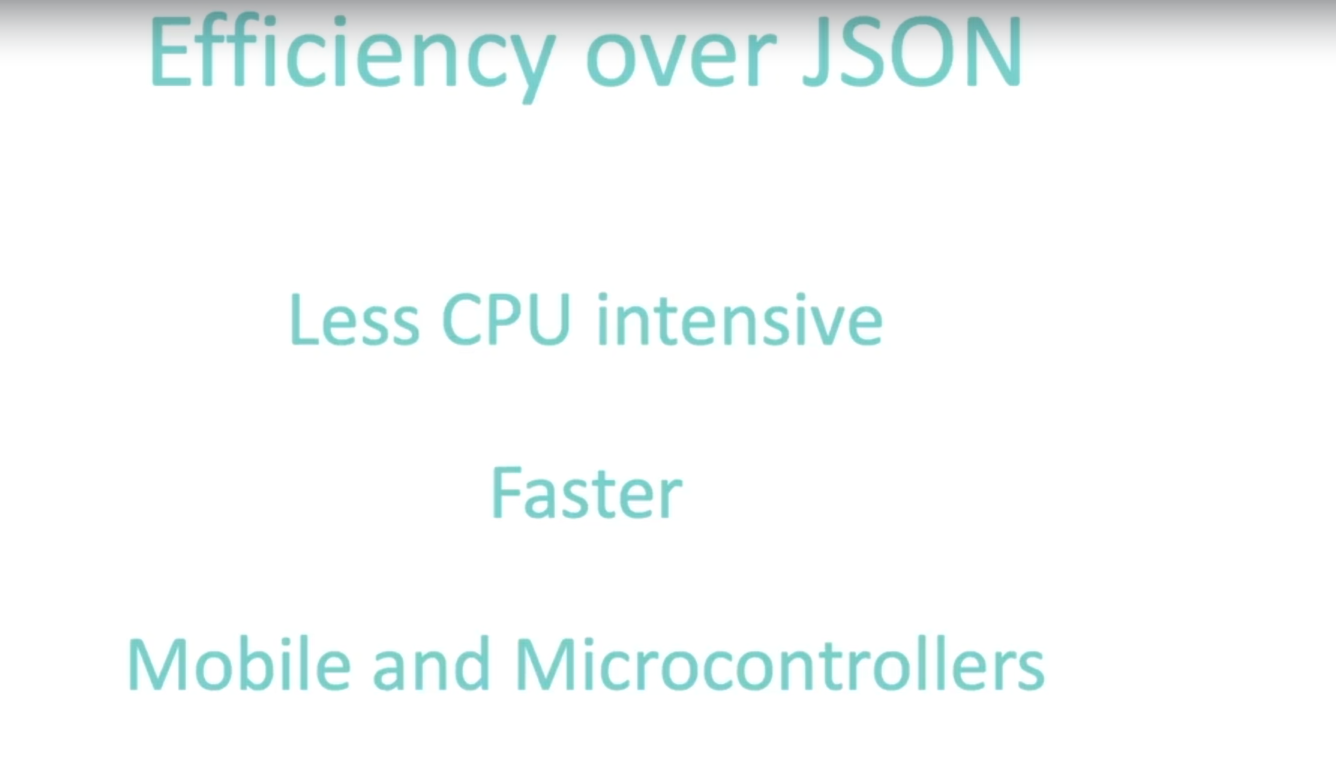 Efficiency over JSON
Less CPU intensive
Faster
Mobile and Microcontrollers